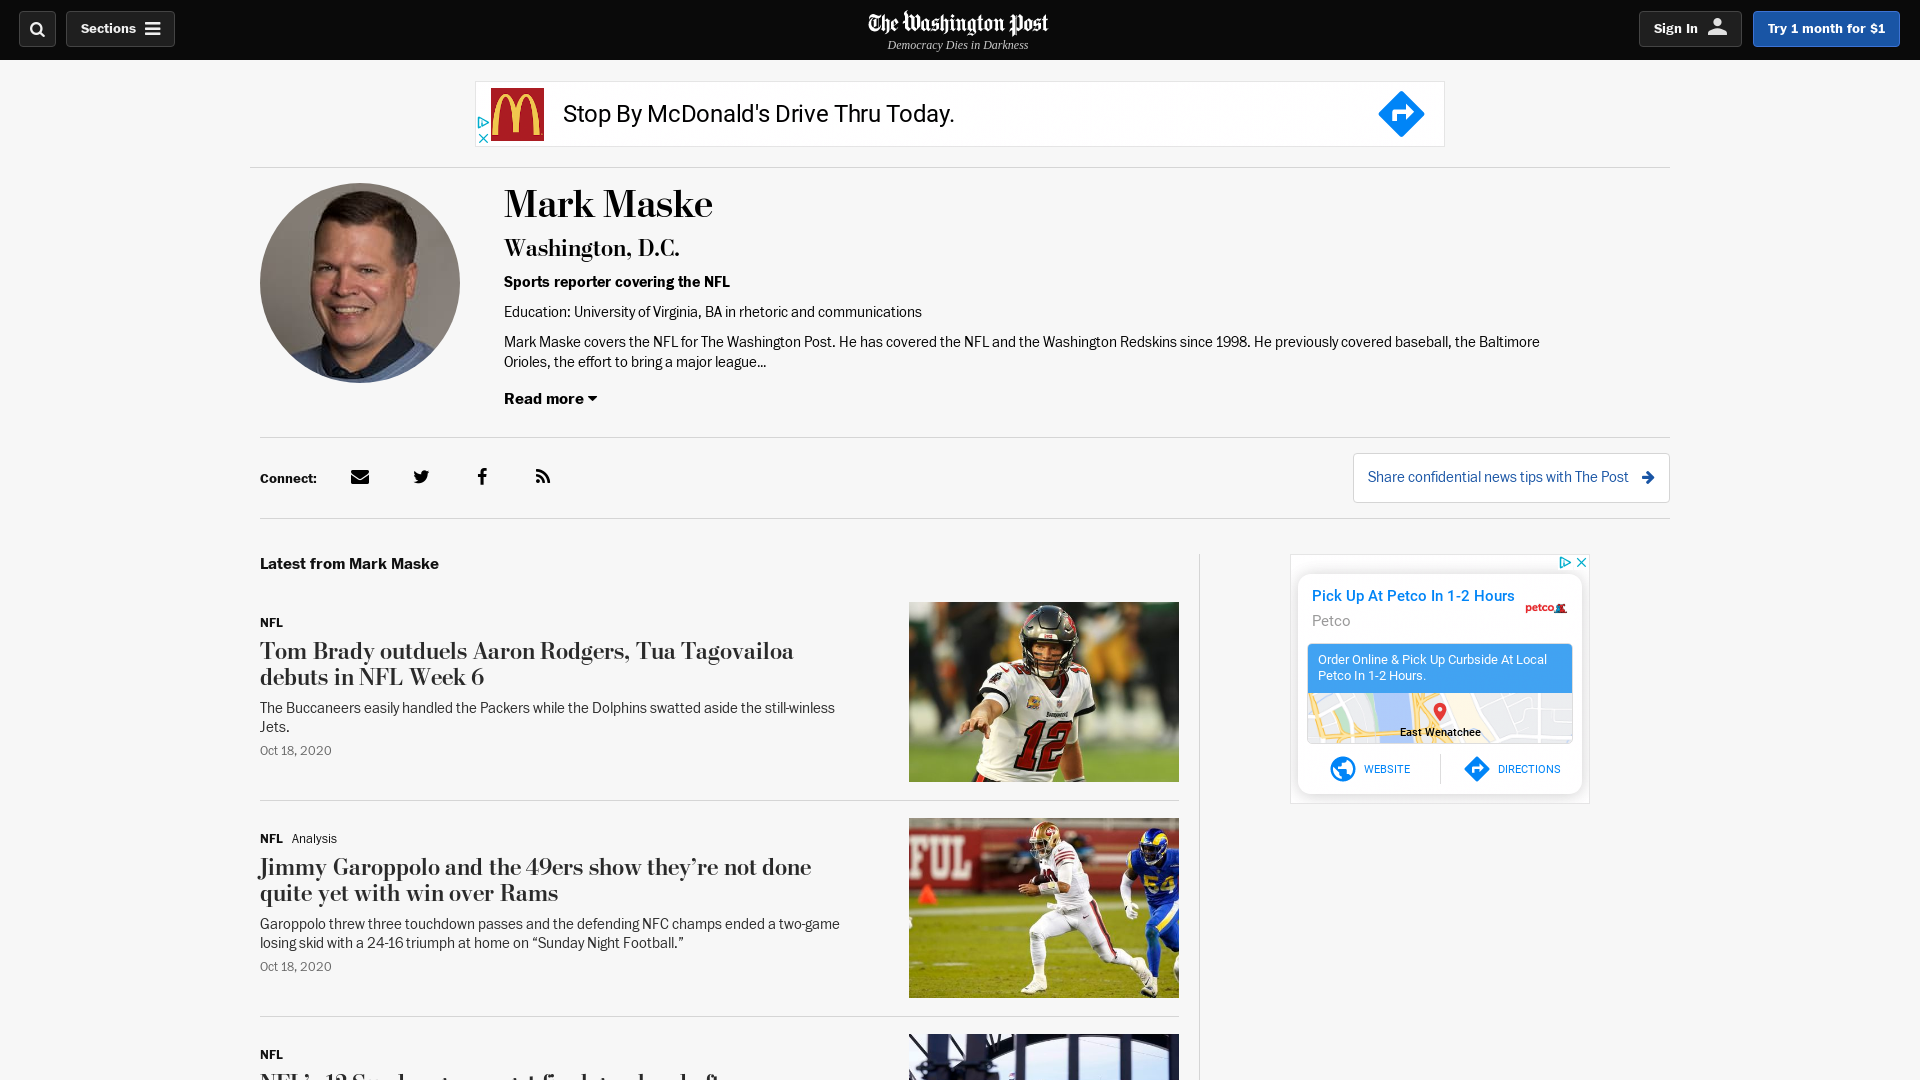 Sections
The Washington Post
Democracy Dies in Darkness
Sign In
Try 1 month for $1
Stop By McDonald's Drive Thru Today.
Mark Maske
Washington, D.C.
Sports reporter covering the NFL
Education: University of Virginia, BA in rhetoric and communications
Mark Maske covers the NFL for The Washington Post. He has covered the NFL and the Washington Redskins since 1998. He previously covered baseball, the Baltimore
Orioles, the effort to bring a major league...
Read more
Connect:
Share confidential news tips with The Post
Latest from Mark Maske
NFL
Tom Brady outduels Aaron Rodgers, Tua Tagovailoa
debuts in NFL Week 6
The Buccaneers easily handled the Packers while the Dolphins swatted aside the still-winless
Jets.
Oct 18, 2020
12
NFL Analysis
Jimmy Garoppolo and the 49ers show they’re not done
quite yet with win over Rams
Garoppolo threw three touchdown passes and the defending NFC champs ended a two-game
losing skid with a 24-16 triumph at home on “Sunday Night Football.”
Oct 18, 2020
FUL
54
NFL
Pick Up At Petco In 1-2 Hours
Petco
petco
Order Online & Pick Up Curbside At Local
Petco In 1-2 Hours.
East Wenatchee
WEBSITE
DIRECTIONS